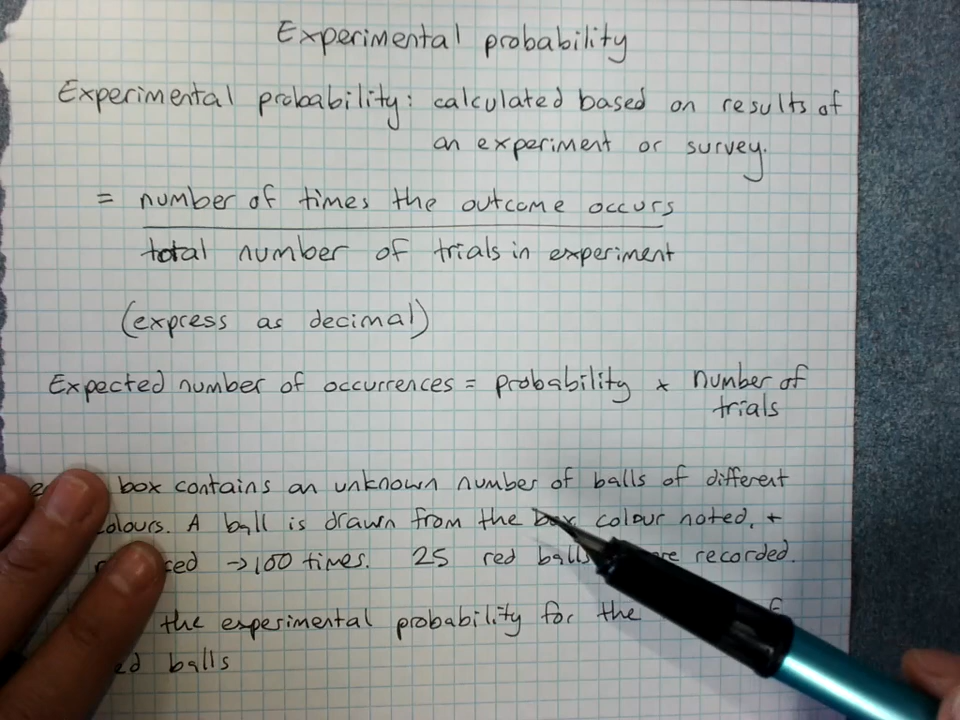 Experimental probability
Experimental probability: calculated based on results of
an experiment or survey.
= number of times the outcome occurs
total number of trials in experiment
(express as decimal)
Expected number of occurrences = probability × number of
trials
box contains an unknown number of balls of different
A ball is drawn from the box colour noted, +
→100 times. 25 red balls recorded.
the experimental probability for the
balls